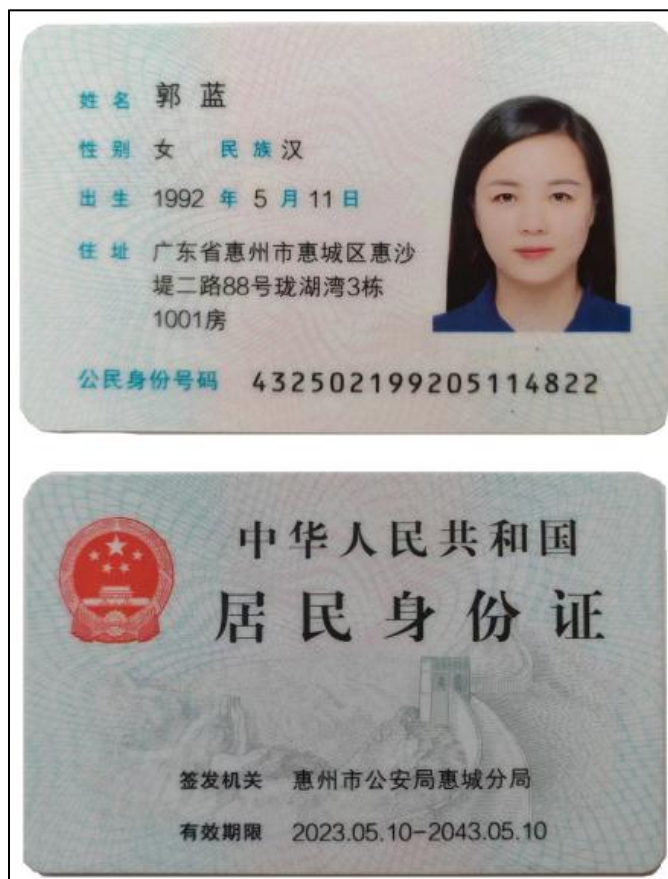 姓名 郭蓝
性别 女 民族 汉
出生 1992 年 5 月 11 日
住址 广东省惠州市惠城区惠沙
堤二路88号珑湖湾3栋
1001房
公民身份号码 432502199205114822
中华人民共和国
居民身份证
签发机关 惠州市公安局惠城分局
有效期限 2023.05.10-2043.05.10